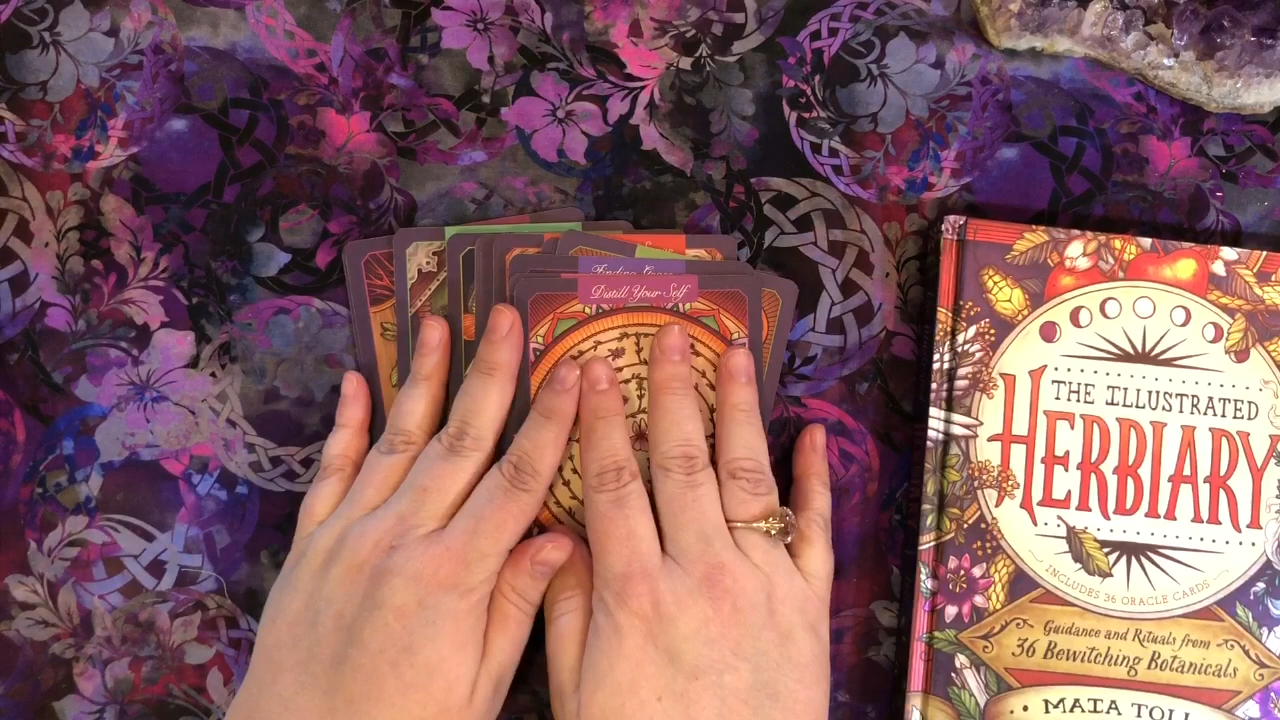 Finding Grace
Distill Your Self
THE ILLUSTRATED
HERBIARY
INCLUDES 36 ORACLE CARDS
Guidance and Rituals from
36 Bewitching Botanicals
MAIA TOLL